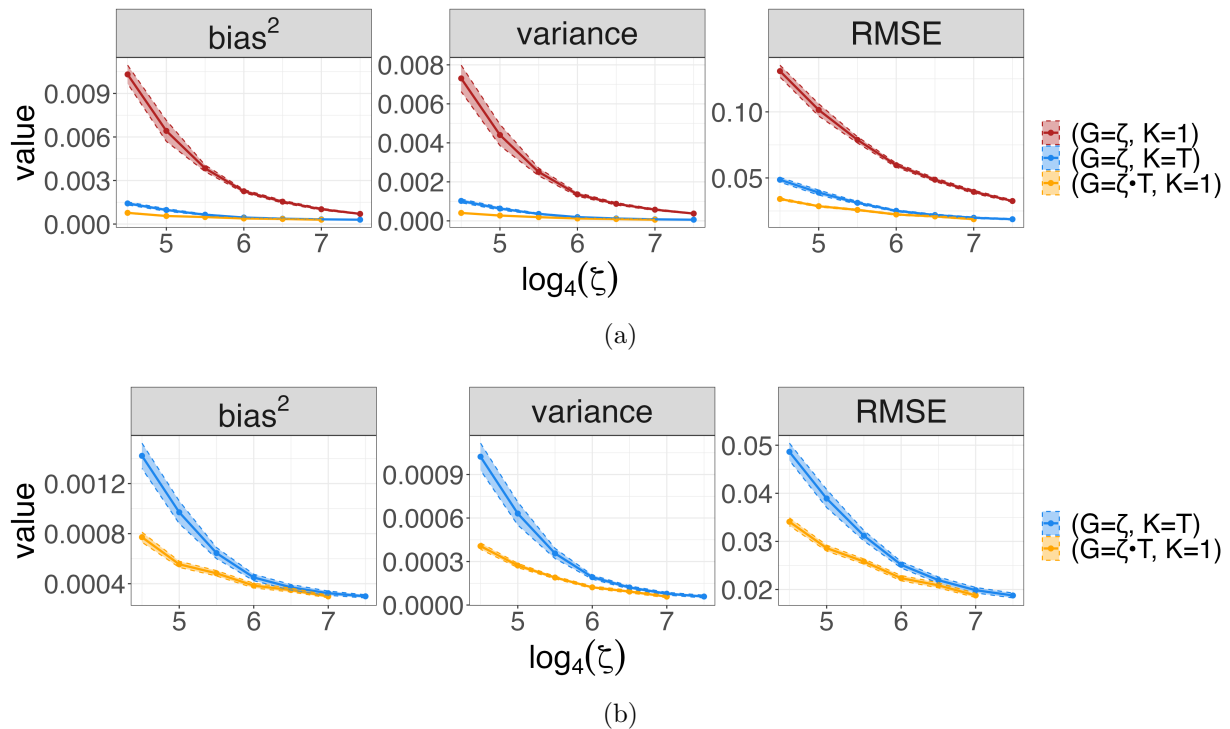 bias²
variance
RMSE
value
0.009
0.006
0.003
0.000
0.008
0.006
0.004
0.002
0.000
0.10
0.05
5 6 7
5 6 7
5 6 7
log₄(ζ)
(G=ζ, K=1)
(G=ζ, K=T)
(G=ζ•T, K=1)
(a)
bias²
variance
RMSE
value
0.0012
0.0008
0.0004
0.0009
0.0006
0.0003
0.0000
0.05
0.04
0.03
0.02
5 6 7
5 6 7
5 6 7
log₄(ζ)
(G=ζ, K=T)
(G=ζ•T, K=1)
(b)